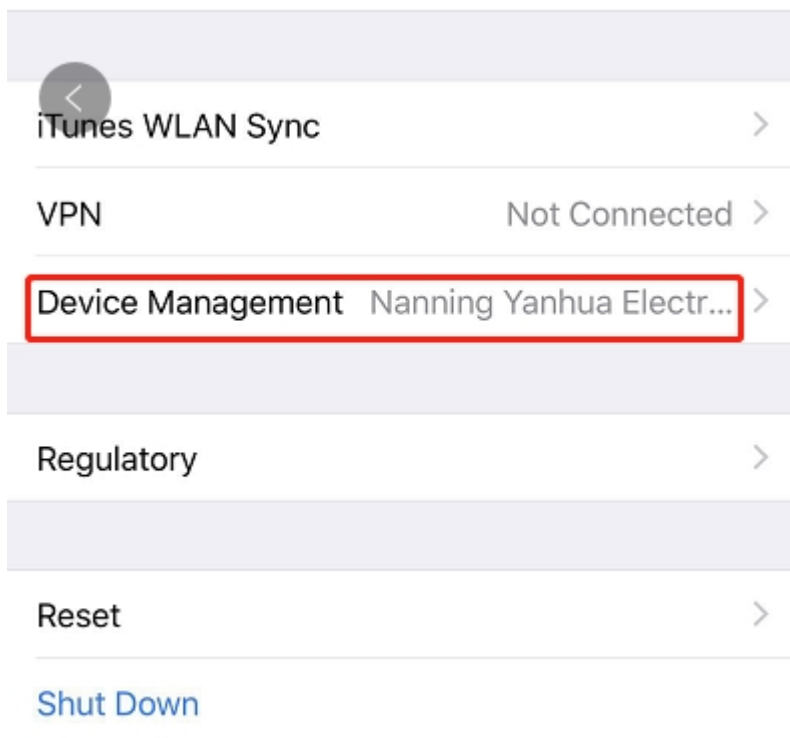 iTunes WLAN Sync
VPN Not Connected
Device Management Nanning Yanhua Electr...
Regulatory
Reset
Shut Down